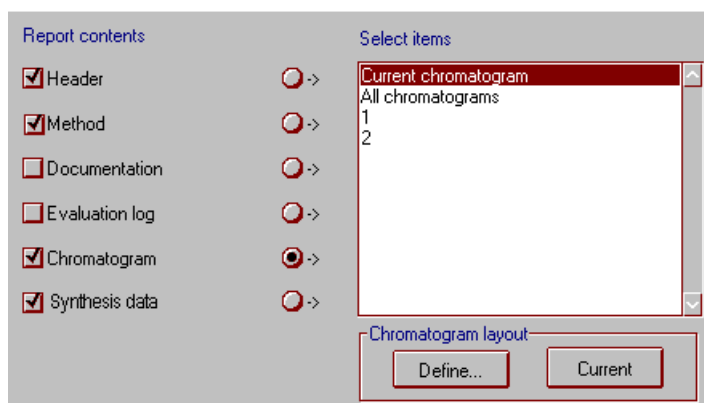 Report contents
Header
->
Method
->
Documentation
->
Evaluation log
->
Chromatogram
->
Synthesis data
->
Select items
Current chromatogram
All chromatograms
1
2
Chromatogram layout
Define...
Current